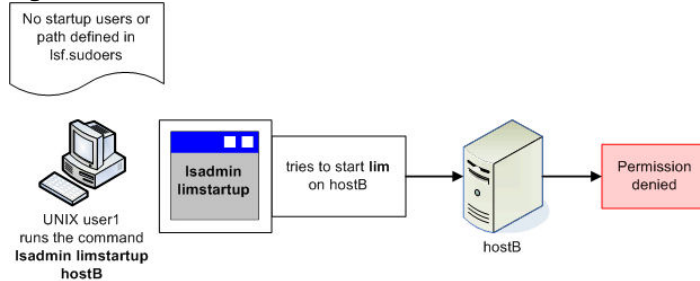 No startup users or
path defined in
lsf.sudoers
lsadmin
limstartup
tries to start lim
on hostB
Permission
denied
hostB
UNIX user1
runs the command
lsadmin limstartup
hostB